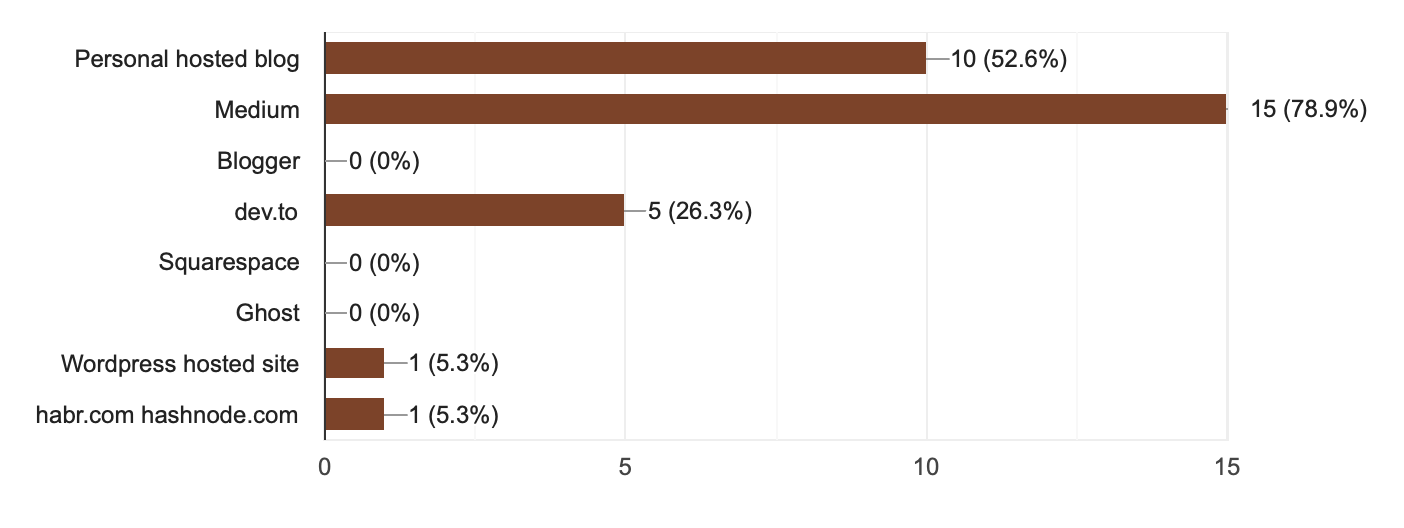 Personal hosted blog 10 (52.6%)
Medium 15 (78.9%)
Blogger 0 (0%)
dev.to 5 (26.3%)
Squarespace 0 (0%)
Ghost 0 (0%)
Wordpress hosted site 1 (5.3%)
habr.com hashnode.com 1 (5.3%)
0 5 10 15